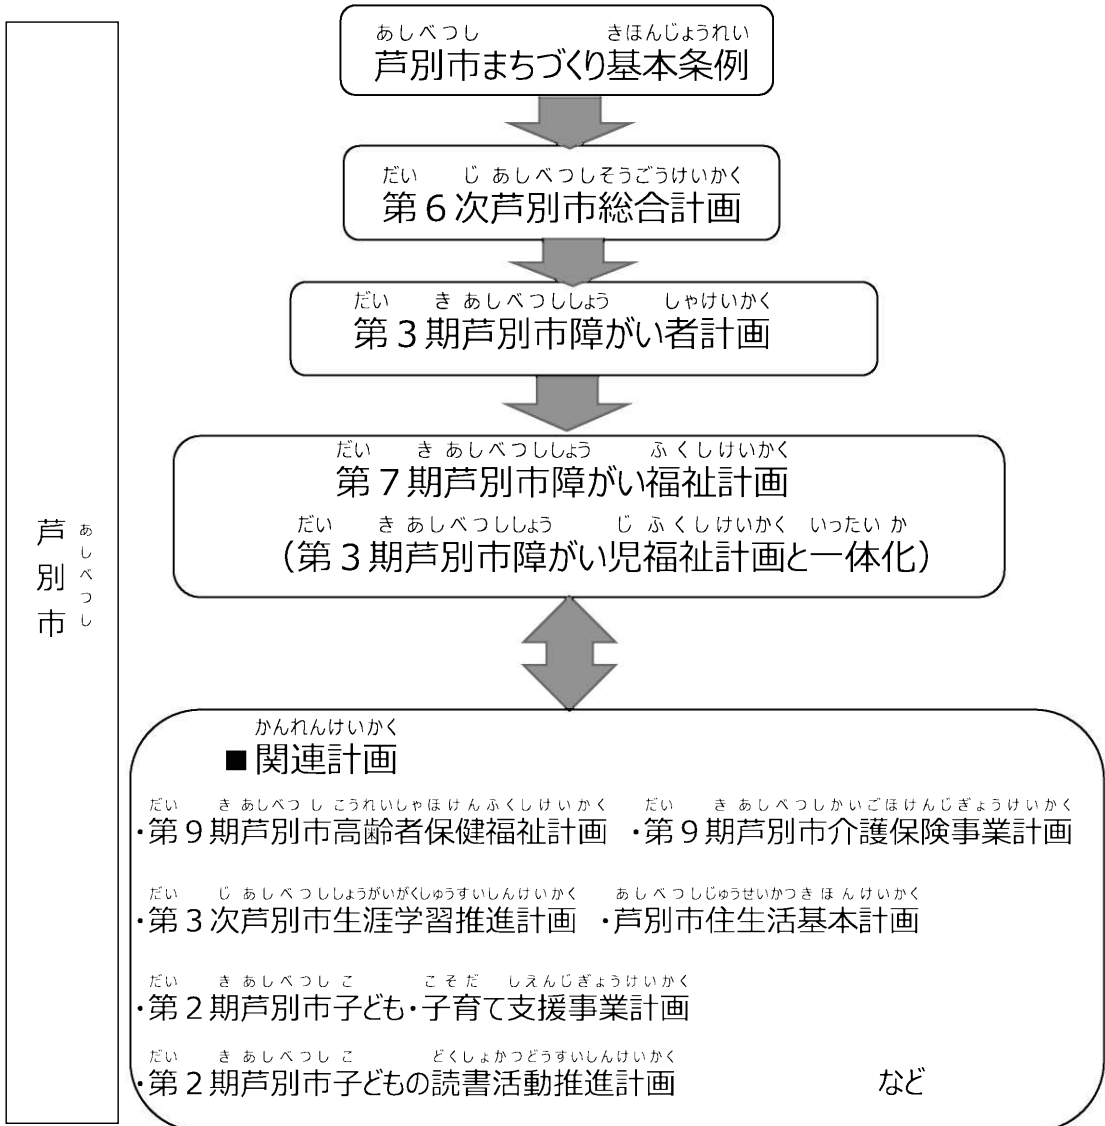 芦別市
あしべつし
あしべつし きほんじょうれい
芦別市まちづくり基本条例
だい じ あしべつしそうごうけいかく
第６次芦別市総合計画
だい き あしべつししょう しゃけいかく
第３期芦別市障がい者計画
だい き あしべつししょう ふくしけいかく
第７期芦別市障がい福祉計画
だい き あしべつししょう じ ふくしけいかく いったいか
（第３期芦別市障がい児福祉計画と一体化）
かんれんけいかく
■関連計画
だい き あしべつし こうれいしゃほけんふくしけいかく だい き あしべつしかいごほけんじぎょうけいかく
・第９期芦別市高齢者保健福祉計画 ・第９期芦別市介護保険事業計画
だい じ あしべつししょうがいがくしゅうすいしんけいかく あしべつしじゅうせいかつきほんけいかく
・第３次芦別市生涯学習推進計画 ・芦別市住生活基本計画
だい き あしべつし こ こそだ しえんじぎょうけいかく
・第２期芦別市子ども・子育て支援事業計画
だい き あしべつし こ どくしょかつどうすいしんけいかく
・第２期芦別市子どもの読書活動推進計画 など